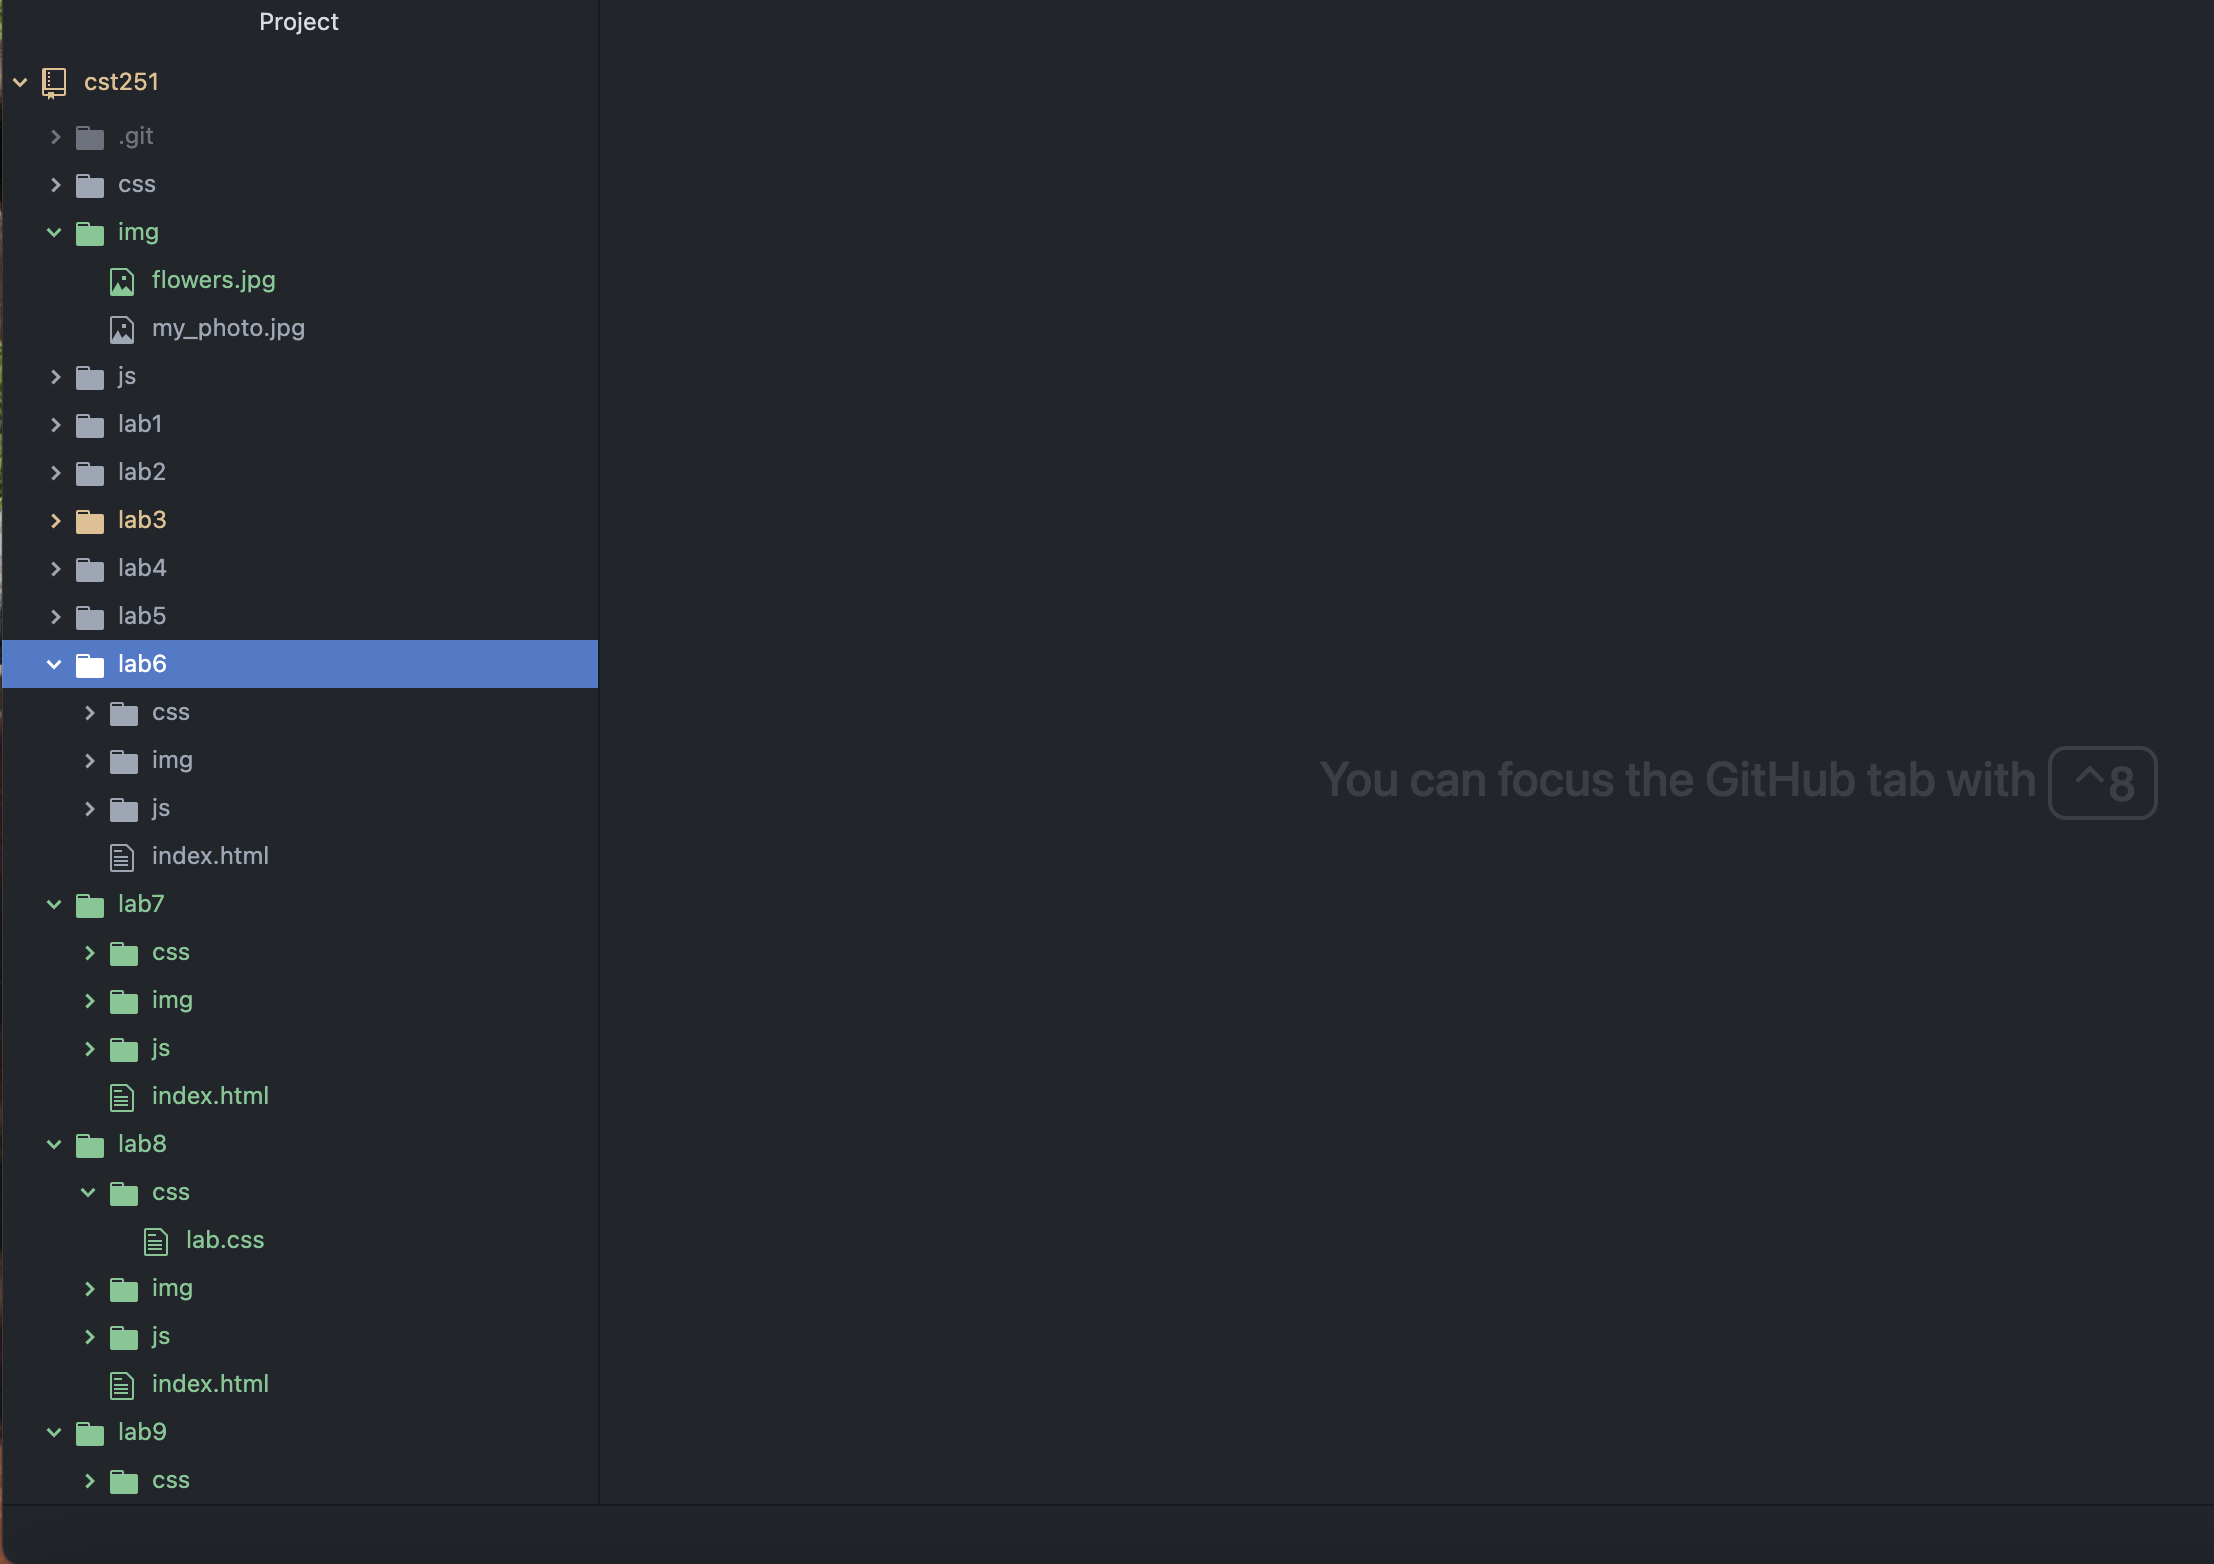 Project
cst251
.git
css
img
flowers.jpg
my_photo.jpg
js
lab1
lab2
lab3
lab4
lab5
lab6
css
img
js
index.html
lab7
css
img
js
index.html
lab8
css
lab.css
img
js
index.html
lab9
css
You can focus the GitHub tab with ^8